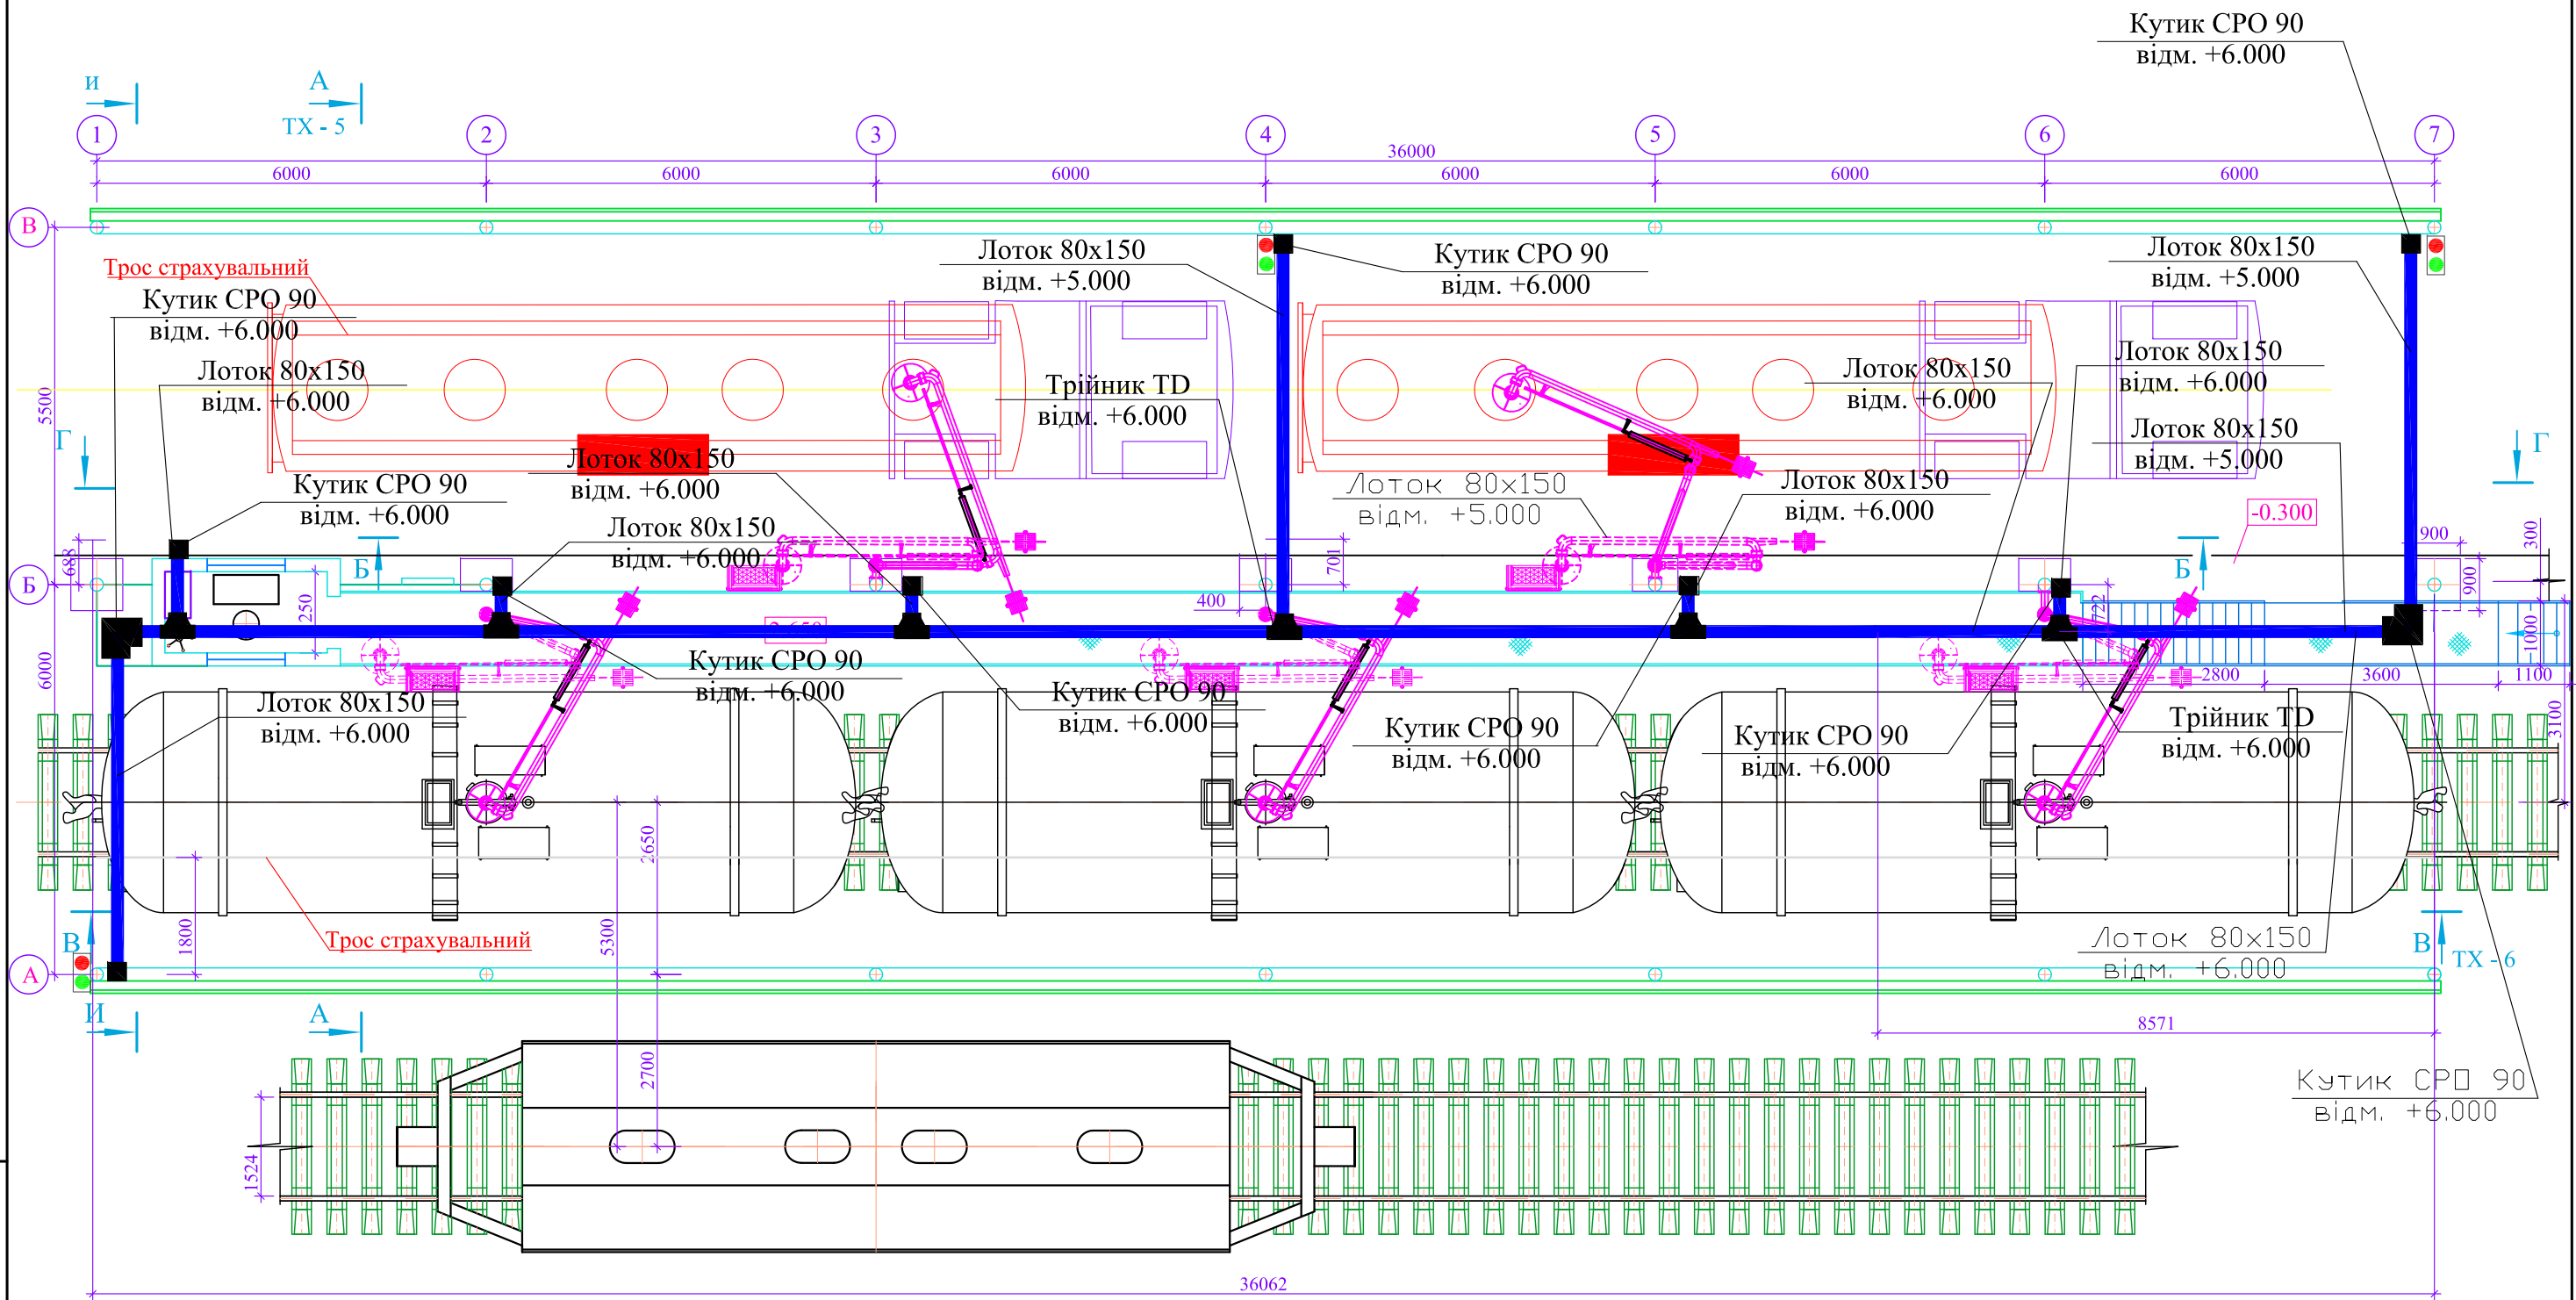 Кутик СРО 90
відм. +6.000
и
А
ТХ - 5
1
2
3
4
5
6
7
36000
6000
6000
6000
6000
6000
6000
В
Трос страхувальний
Кутик СРО 90
відм. +6.000
Лоток 80х150
відм. +5.000
Кутик СРО 90
відм. +6.000
Лоток 80х150
відм. +5.000
Лоток 80х150
відм. +6.000
Трійник TD
відм. +6.000
Лоток 80х150
відм. +6.000
Лоток 80х150
відм. +6.000
5500
Г
Г
Лоток 80х150
відм. +5.000
Лоток 80х150
відм. +6.000
Кутик СРО 90
відм. +6.000
Лоток 80х150
відм. +5.000
Лоток 80х150
відм. +6.000
Лоток 80х150
відм. +6.000
-0.300
900
300
688
Б
Б
Б
701
900
250
400
722
1000
6000
Кутик СРО 90
відм. +6.000
Кутик СРО 90
відм. +6.000
2800
3600
1100
Лоток 80х150
відм. +6.000
Кутик СРО 90
відм. +6.000
Кутик СРО 90
відм. +6.000
Трійник TD
відм. +6.000
3100
2650
5300
1800
В
Трос страхувальний
Лоток 80х150
відм. +6.000
В
ТХ - 6
А
И
А
8571
2700
Кутик СРО 90
відм. +6.000
1524
36062